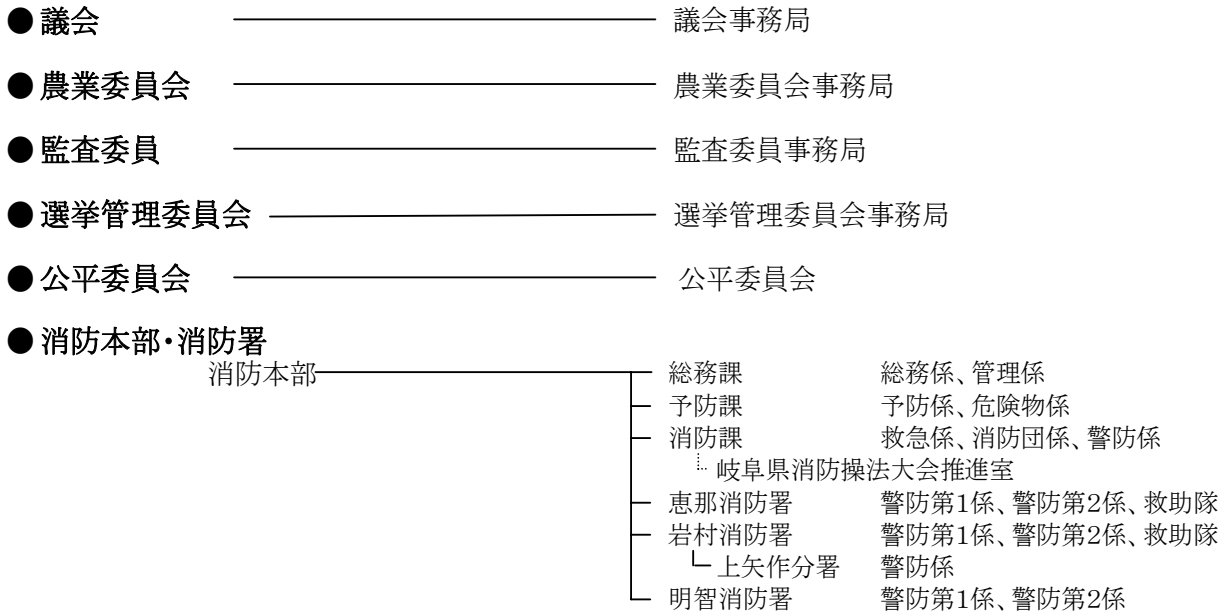 ●議会 議会事務局
●農業委員会 農業委員会事務局
●監査委員 監査委員事務局
●選挙管理委員会 選挙管理委員会事務局
●公平委員会 公平委員会
●消防本部・消防署
消防本部 総務課 総務係、管理係
予防課 予防係、危険物係
消防課 救急係、消防団係、警防係
岐阜県消防操法大会推進室
恵那消防署 警防第1係、警防第2係、救助隊
岩村消防署 警防第1係、警防第2係、救助隊
上矢作分署 警防係
明智消防署 警防第1係、警防第2係